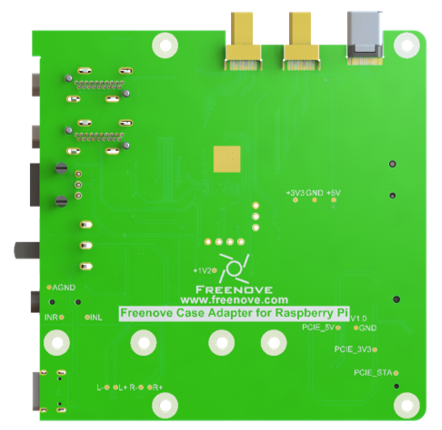 +3V3 GND +5V
+1V2
FREENOVE
www.freenove.com
Freenove Case Adapter for Raspberry Pi
AGND
INR
INL
V1.0
PCIE_5V
GND
PCIE_3V3
PCIE_STA
L-
L+
R-
R+